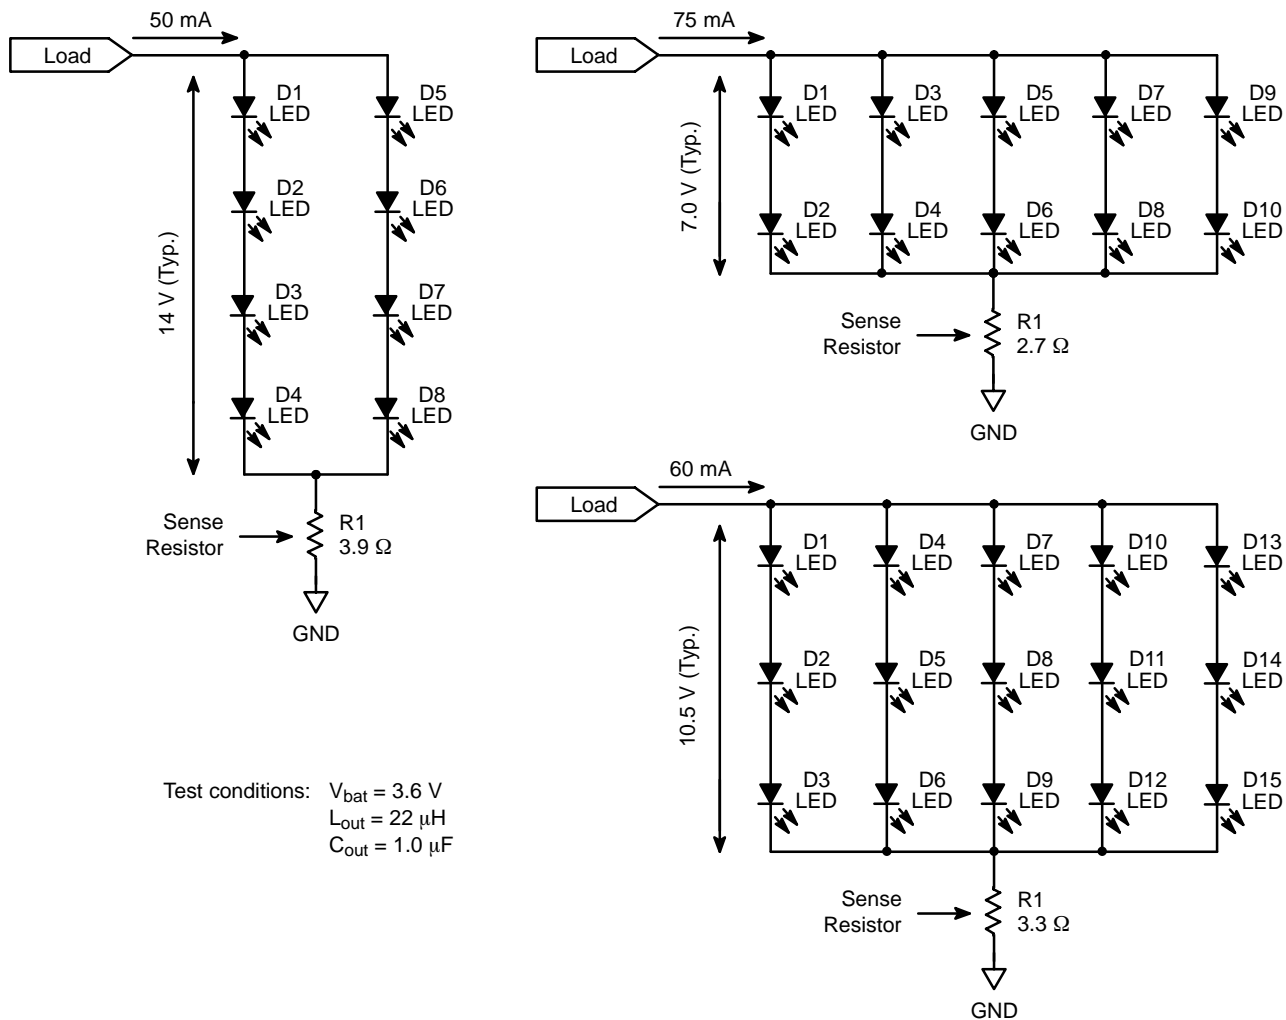 50 mA
Load
D1
LED
D5
LED
D2
LED
D6
LED
14 V (Typ.)
D3
LED
D7
LED
D4
LED
D8
LED
Sense
Resistor
R1
3.9 Ω
GND
75 mA
Load
D1
LED
D3
LED
D5
LED
D7
LED
D9
LED
7.0 V (Typ.)
D2
LED
D4
LED
D6
LED
D8
LED
D10
LED
Sense
Resistor
R1
2.7 Ω
GND
60 mA
Load
D1
LED
D4
LED
D7
LED
D10
LED
D13
LED
10.5 V (Typ.)
D2
LED
D5
LED
D8
LED
D11
LED
D14
LED
D3
LED
D6
LED
D9
LED
D12
LED
D15
LED
Sense
Resistor
R1
3.3 Ω
GND
Test conditions: Vbat = 3.6 V
Lout = 22 μH
Cout = 1.0 μF